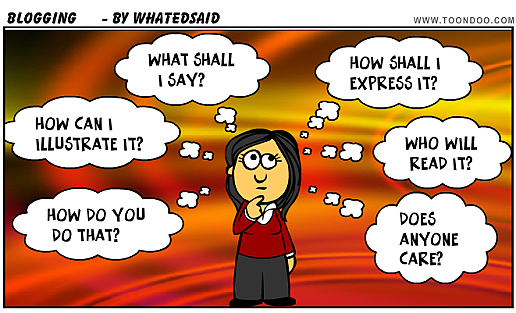 BLOGGING - BY WHATEDSAID
WWW.TOONDOO.COM
WHAT SHALL
I SAY?
HOW SHALL I
EXPRESS IT?
HOW CAN I
ILLUSTRATE IT?
WHO WILL
READ IT?
HOW DO YOU
DO THAT?
DOES
ANYONE
CARE?